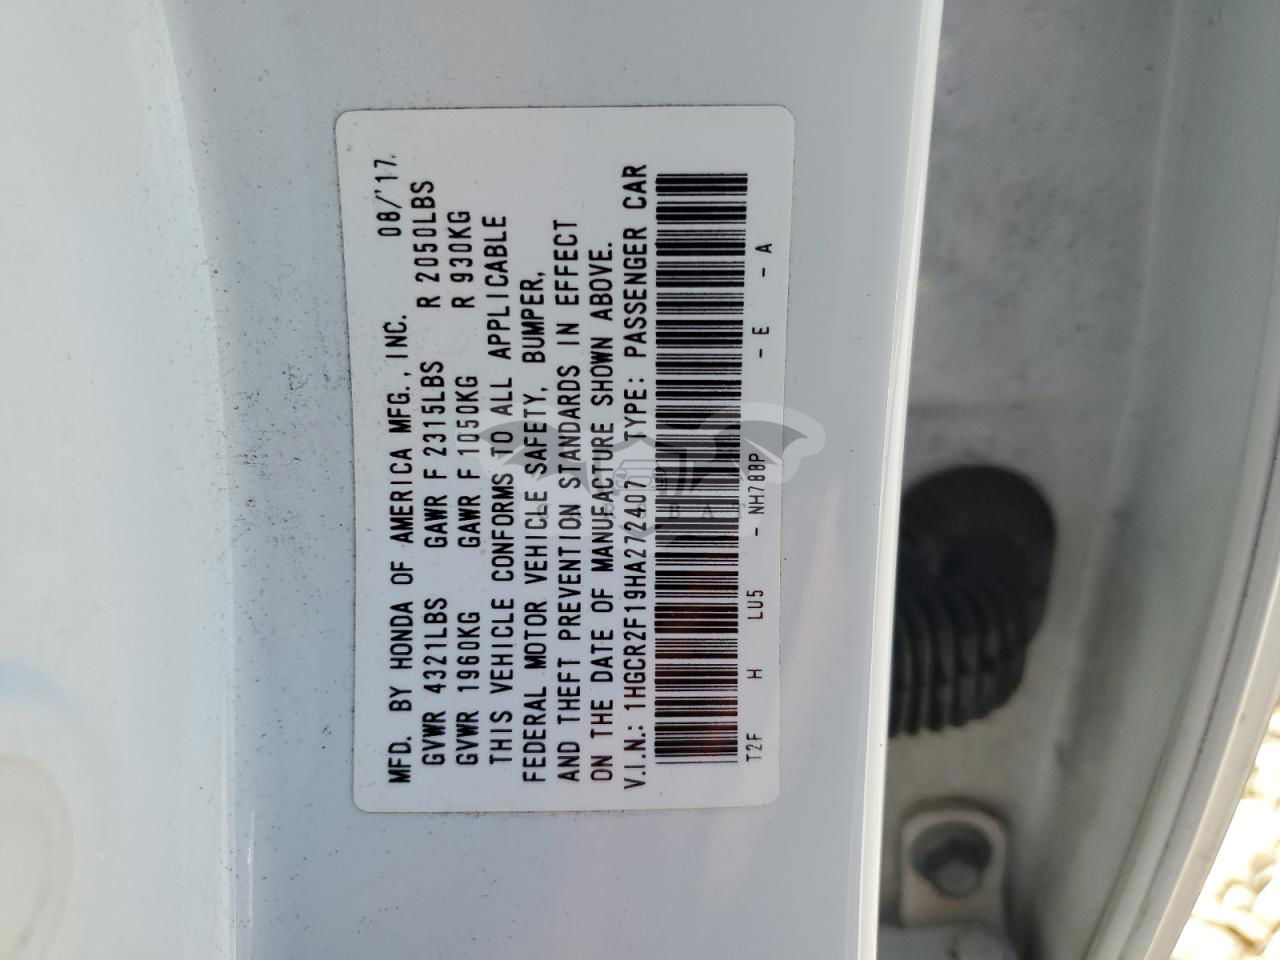 MFD. BY HONDA OF AMERICA MFG., INC. 08/'17.
GVWR 4321LBS GAWR F 2315LBS R 2050LBS
GVWR 1960KG GAWR F 1050KG R 930KG
THIS VEHICLE CONFORMS TO ALL APPLICABLE
FEDERAL MOTOR VEHICLE SAFETY, BUMPER,
AND THEFT PREVENTION STANDARDS IN EFFECT
ON THE DATE OF MANUFACTURE SHOWN ABOVE.
V.I.N.: 1HGCR2F19HA272407 TYPE: PASSENGER CAR
T2F H LU5 - NH788P - E - A